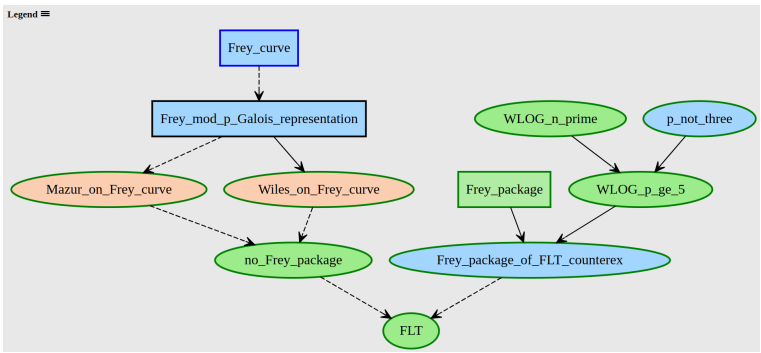 Legend
Frey_curve
Frey_mod_p_Galois_representation
WLOG_n_prime
p_not_three
Mazur_on_Frey_curve
Wiles_on_Frey_curve
Frey_package
WLOG_p_ge_5
no_Frey_package
Frey_package_of_FLT_counterex
FLT